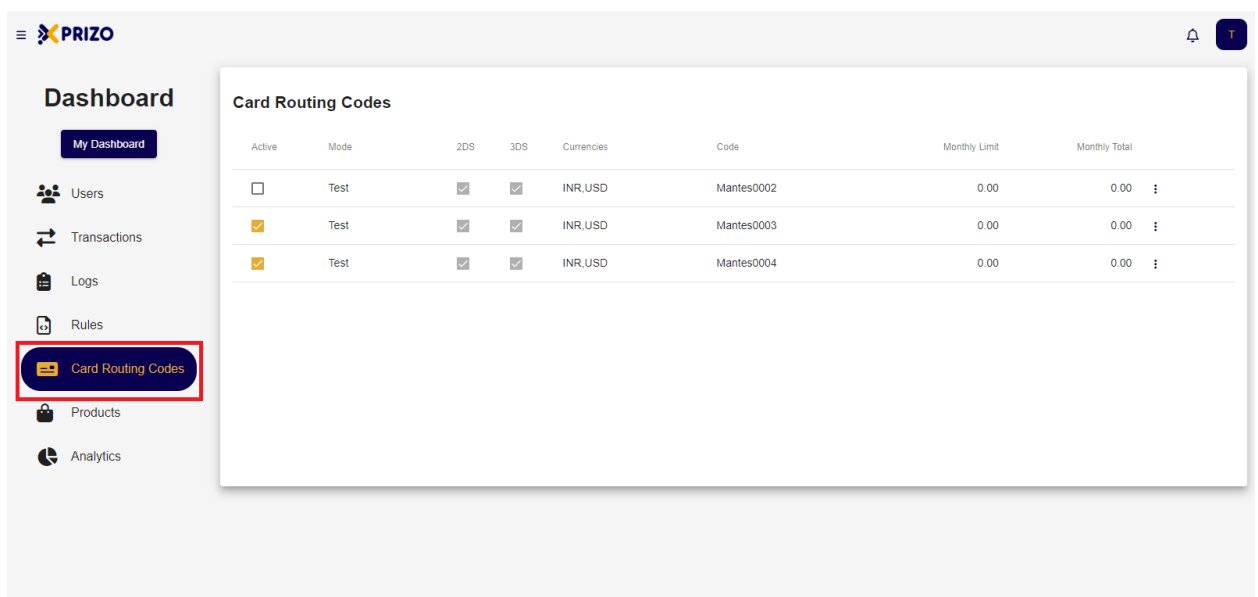 XPRIZO
T
Dashboard
My Dashboard
Users
Transactions
Logs
Rules
Card Routing Codes
Products
Analytics
Card Routing Codes
Active Mode 2DS 3DS Currencies Code Monthly Limit Monthly Total
Test INR,USD Mantes0002 0.00 0.00
Test INR,USD Mantes0003 0.00 0.00
Test INR,USD Mantes0004 0.00 0.00